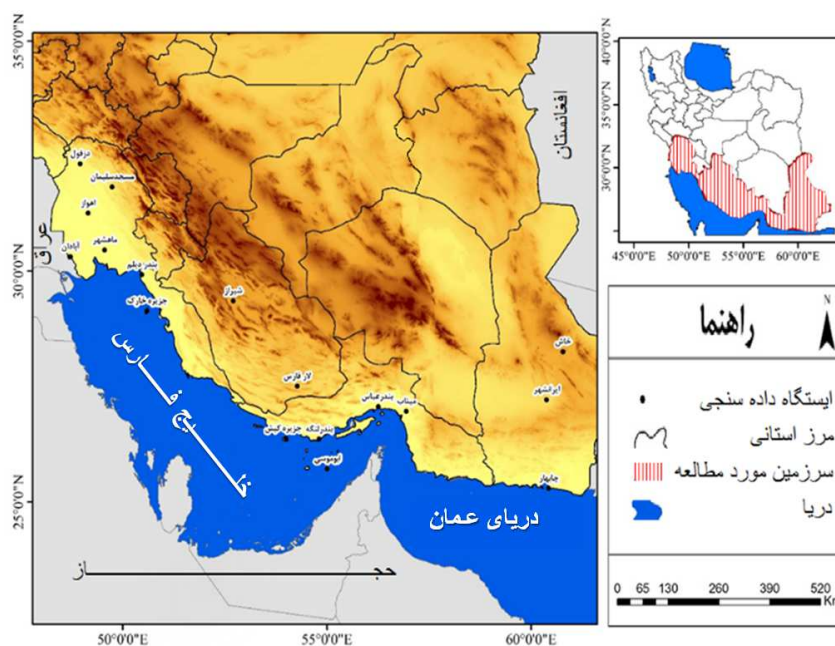 35°0'0"N
30°0'0"N
25°0'0"N
افغانستان
عراق
دزفول
مسجدسلیمان
اهواز
ماهشهر
آبادان
بندر دیلم
جزیره خارک
شیراز
خاش
لار فارس
ایرانشهر
بندرعباس
میناب
جزیره کیش
بندرلنگه
ابوموسی
چابهار
خلیج فارس
دریای عمان
حجاز
50°0'0"E
55°0'0"E
60°0'0"E
40°0'0"N
35°0'0"N
30°0'0"N
45°0'0"E
50°0'0"E
55°0'0"E
60°0'0"E
راهنما
N
ایستگاه داده سنجی
مرز استانی
سرزمین مورد مطالعه
دریا
0 65 130 260 390 520